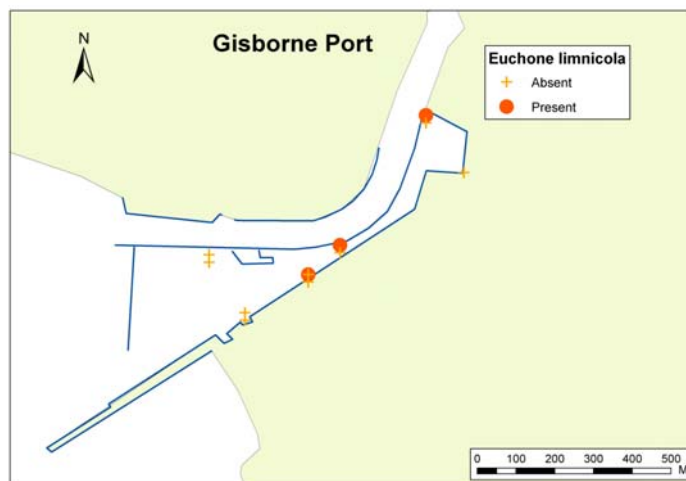 Gisborne Port
N
Euchone limnicola
Absent
Present
0 100 200 300 400 500
M